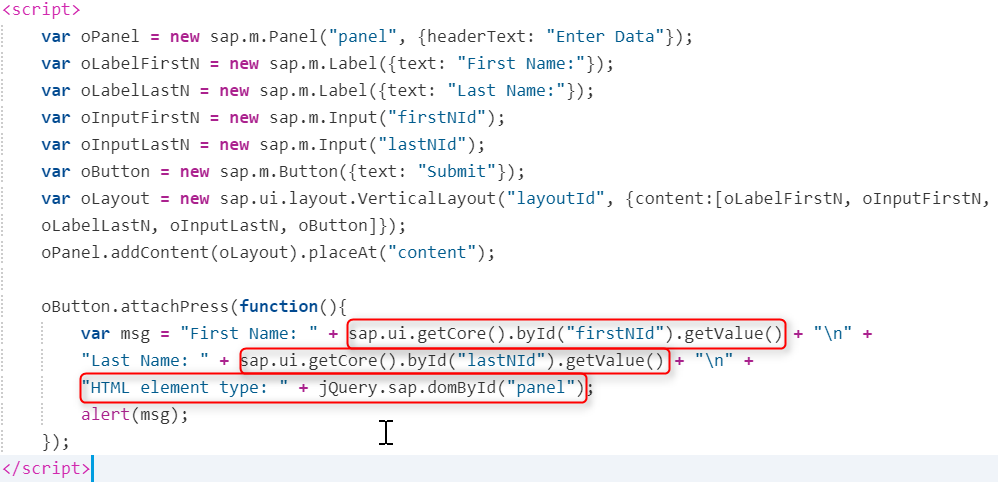 <script>
var oPanel = new sap.m.Panel("panel", {headerText: "Enter Data"});
var oLabelFirstN = new sap.m.Label({text: "First Name:"});
var oLabelLastN = new sap.m.Label({text: "Last Name:"});
var oInputFirstN = new sap.m.Input("firstNId");
var oInputLastN = new sap.m.Input("lastNId");
var oButton = new sap.m.Button({text: "Submit"});
var oLayout = new sap.ui.layout.VerticalLayout("layoutId", {content:[oLabelFirstN, oInputFirstN,
oLabelLastN, oInputLastN, oButton]});
oPanel.addContent(oLayout).placeAt("content");
oButton.attachPress(function(){
var msg = "First Name: " + sap.ui.getCore().byId("firstNId").getValue() + "\n" +
"Last Name: " + sap.ui.getCore().byId("lastNId").getValue() + "\n" +
"HTML element type: " + jQuery.sap.domById("panel");
alert(msg);
});
</script>